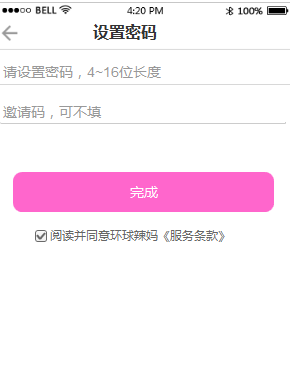 BELL 4:20 PM 100%
设置密码
请设置密码，4~16位长度
邀请码，可不填
完成
阅读并同意环球辣妈《服务条款》